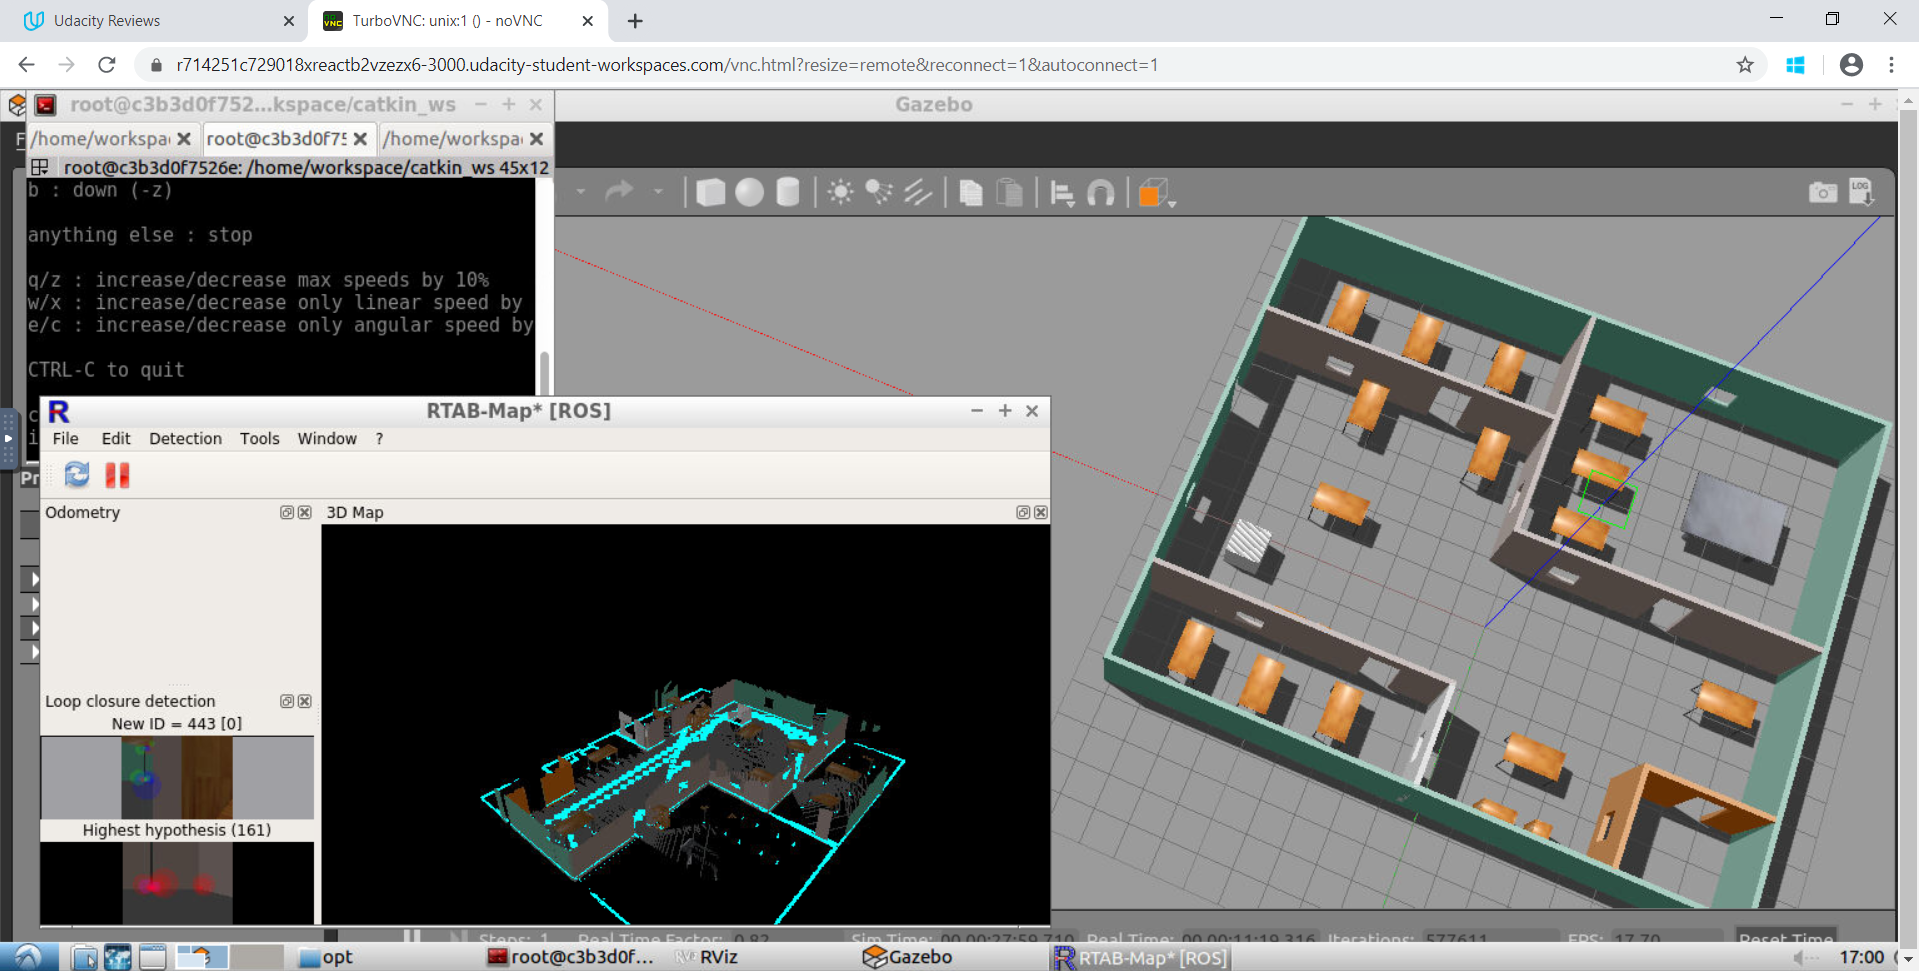 Udacity Reviews
TurboVNC: unix:1 () - noVNC
r714251c729018xreactb2vzezx6-3000.udacity-student-workspaces.com/vnc.html?resize=remote&reconnect=1&autoconnect=1
root@c3b3d0f752...kspace/catkin_ws
Gazebo
/home/workspa
root@c3b3d0f75
/home/workspa
root@c3b3d0f7526e: /home/workspace/catkin_ws 45x12
b : down (-z)
anything else : stop
q/z : increase/decrease max speeds by 10%
w/x : increase/decrease only linear speed by
e/c : increase/decrease only angular speed by
CTRL-C to quit
RTAB-Map* [ROS]
File Edit Detection Tools Window ?
Pr
Odometry
3D Map
Loop closure detection
New ID = 443 [0]
Highest hypothesis (161)
LOG
Steps: 1 Real Time Factor: 0.82 Sim Time: 00 00:27:59.710 Real Time: 00 00:11:19.316 Iterations: 577611 FPS: 17.70 Reset Time
opt
root@c3b3d0f...
RViz
Gazebo
RTAB-Map* [ROS]
17:00